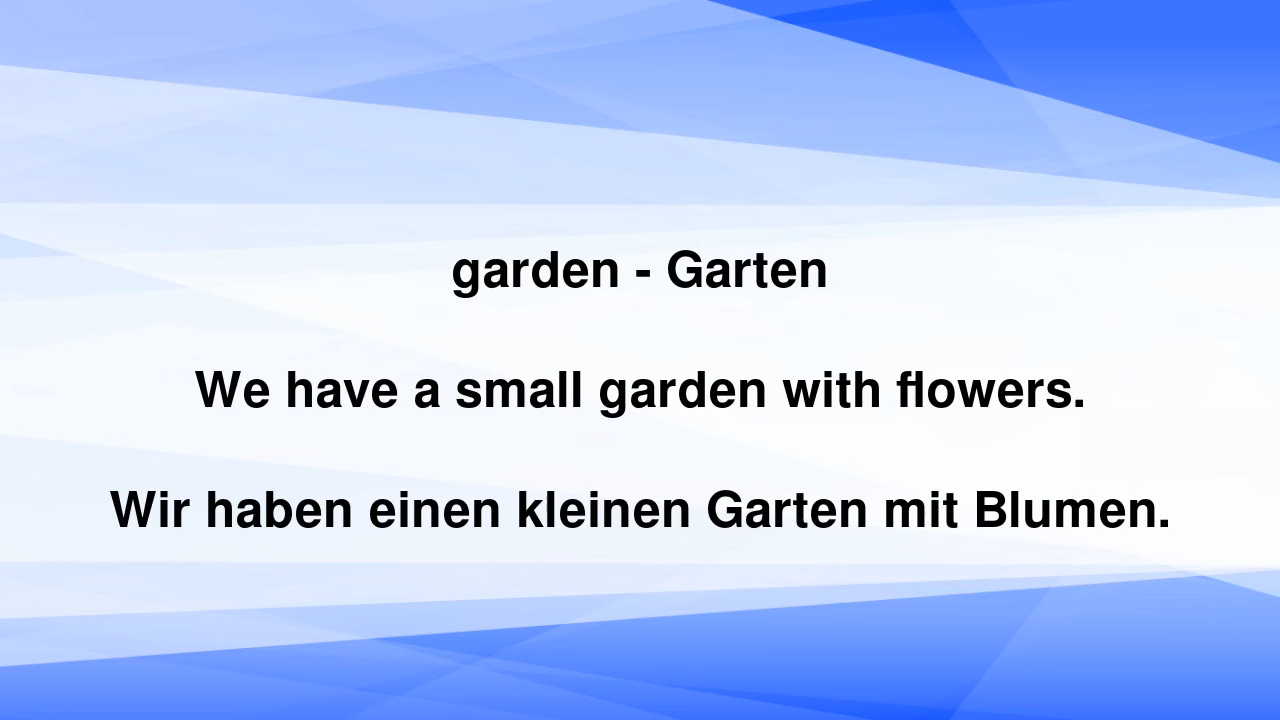 garden - Garten
We have a small garden with flowers.
Wir haben einen kleinen Garten mit Blumen.